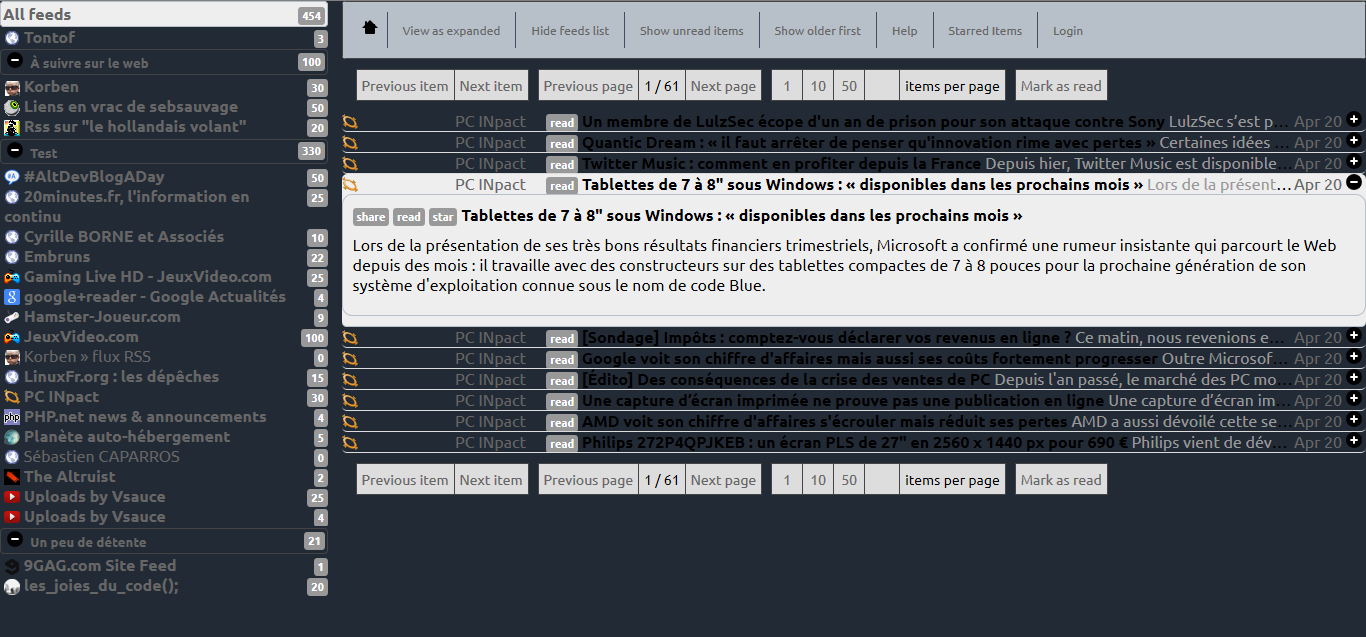 All feeds 454
Tontof 3
À suivre sur le web 100
Korben 30
Liens en vrac de sebsauvage 50
Rss sur "le hollandais volant" 20
Test 330
#AltDevBlogADay 50
20minutes.fr, l'information en 25
continu
Cyrille BORNE et Associés 10
Embruns 22
Gaming Live HD - JeuxVideo.com 25
google+reader - Google Actualités 4
Hamster-Joueur.com 9
JeuxVideo.com 100
Korben » flux RSS 0
LinuxFr.org : les dépêches 15
PC INpact 30
PHP.net news & announcements 4
Planète auto-hébergement 5
Sébastien CAPARROS 0
The Altruist 2
Uploads by Vsauce 25
Uploads by Vsauce 4
Un peu de détente 21
9GAG.com Site Feed 1
les_joies_du_code(); 20
View as expanded Hide feeds list Show unread items Show older first Help Starred Items Login
Previous item Next item Previous page 1 / 61 Next page 1 10 50 items per page Mark as read
PC INpact read Un membre de LulzSec écope d'un an de prison pour son attaque contre Sony LulzSec s’est p... Apr 20
PC INpact read Quantic Dream : « il faut arrêter de penser qu'innovation rime avec pertes » Certaines idées ... Apr 20
PC INpact read Twitter Music : comment en profiter depuis la France Depuis hier, Twitter Music est disponible... Apr 20
PC INpact read Tablettes de 7 à 8" sous Windows : « disponibles dans les prochains mois » Lors de la présent... Apr 20
share read star Tablettes de 7 à 8" sous Windows : « disponibles dans les prochains mois »
Lors de la présentation de ses très bons résultats financiers trimestriels, Microsoft a confirmé une rumeur insistante qui parcourt le Web
depuis des mois : il travaille avec des constructeurs sur des tablettes compactes de 7 à 8 pouces pour la prochaine génération de son
système d'exploitation connue sous le nom de code Blue.
PC INpact read [Sondage] Impôts : comptez-vous déclarer vos revenus en ligne ? Ce matin, nous revenions e... Apr 20
PC INpact read Google voit son chiffre d'affaires mais aussi ses coûts fortement progresser Outre Microsof... Apr 20
PC INpact read [Édito] Des conséquences de la crise des ventes de PC Depuis l'an passé, le marché des PC mo... Apr 20
PC INpact read Une capture d’écran imprimée ne prouve pas une publication en ligne Une capture d’écran im... Apr 20
PC INpact read AMD voit son chiffre d'affaires s'écrouler mais réduit ses pertes AMD a aussi dévoilé cette se... Apr 20
PC INpact read Philips 272P4QPJKEB : un écran PLS de 27" en 2560 x 1440 px pour 690 € Philips vient de dév... Apr 20
Previous item Next item Previous page 1 / 61 Next page 1 10 50 items per page Mark as read